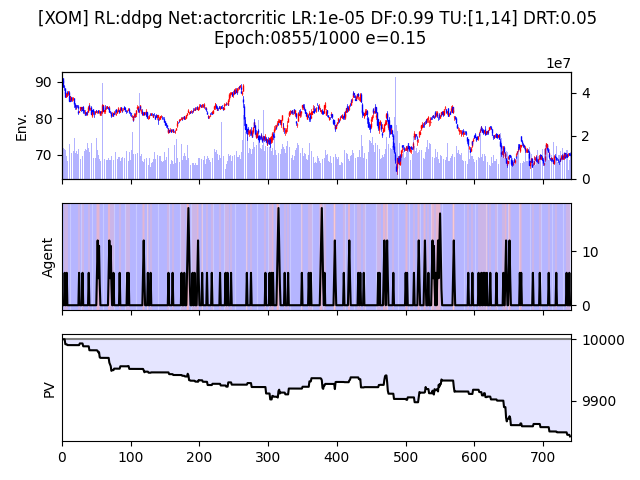 [XOM] RL:ddpg Net:actorcritic LR:1e-05 DF:0.99 TU:[1,14] DRT:0.05
Epoch:0855/1000 e=0.15
1e7
Env.
90
80
70
4
2
0
Agent
10
0
PV
10000
9900
0 100 200 300 400 500 600 700